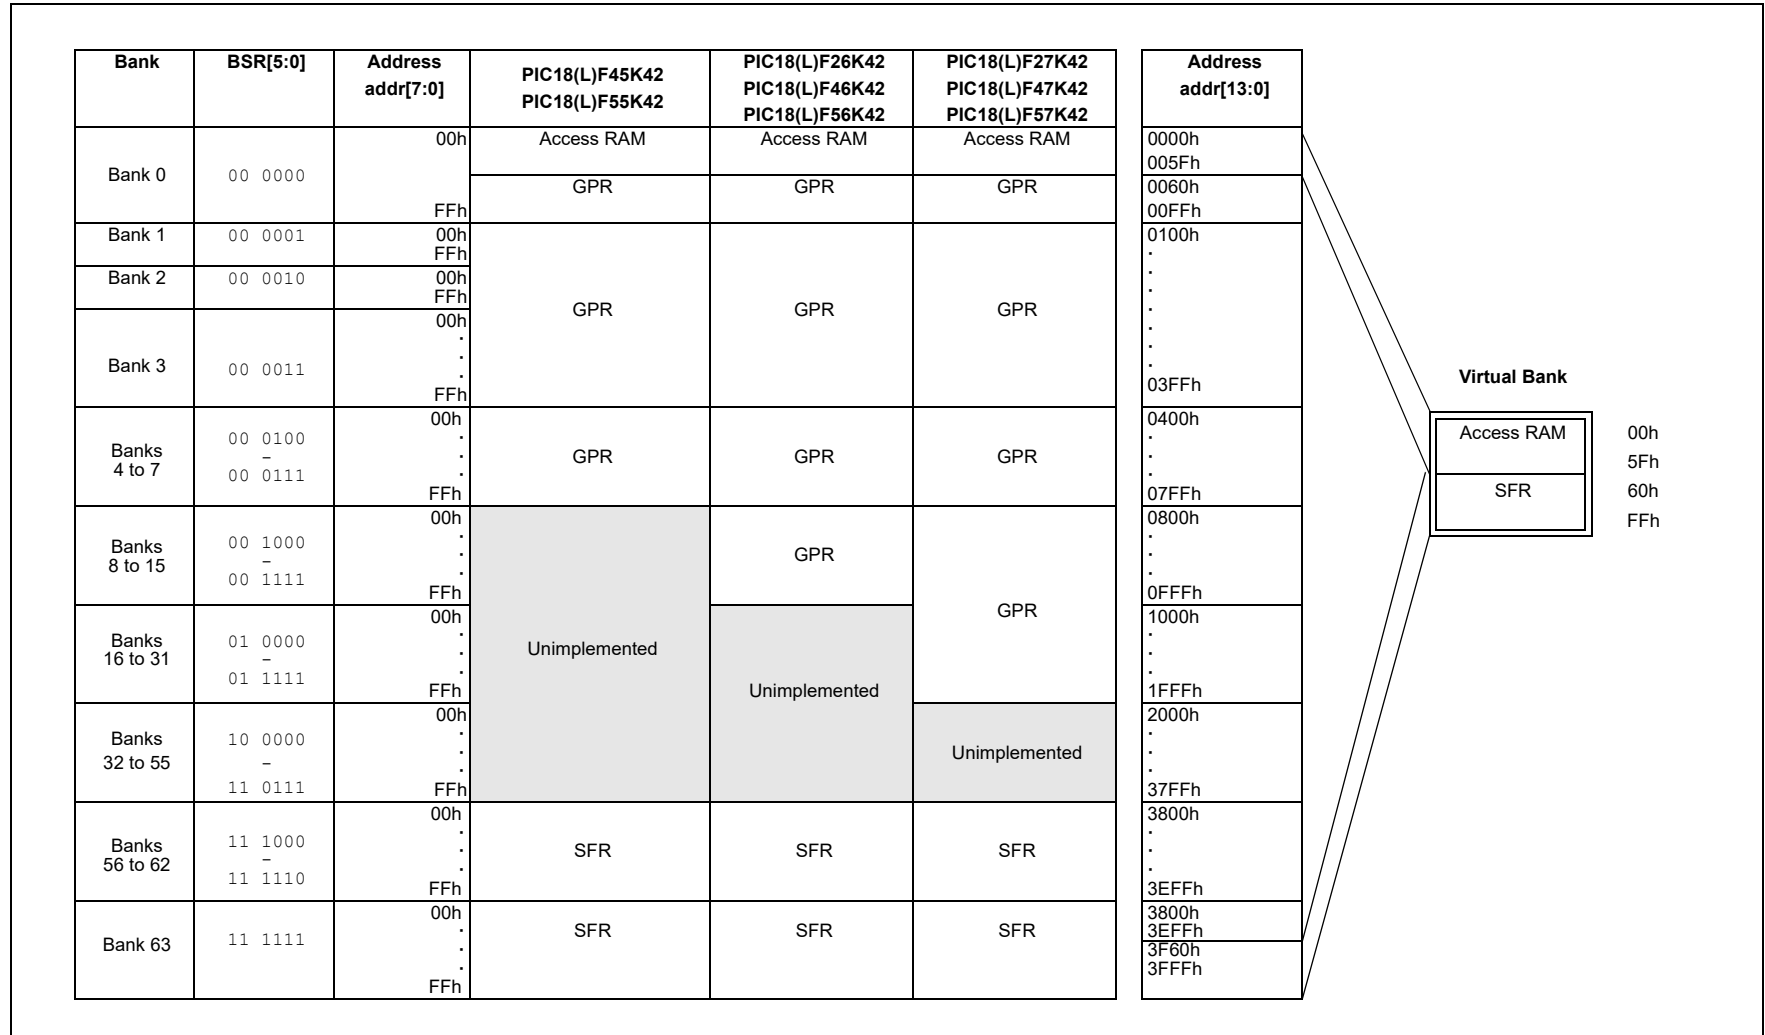 Bank BSR[5:0] Address addr[7:0] PIC18(L)F45K42 PIC18(L)F55K42 PIC18(L)F26K42 PIC18(L)F46K42 PIC18(L)F56K42 PIC18(L)F27K42 PIC18(L)F47K42 PIC18(L)F57K42 Address addr[13:0]
Bank 0 00 0000 00h Access RAM Access RAM Access RAM 0000h
005Fh
GPR GPR GPR 0060h
FFh 00FFh
Bank 1 00 0001 00h 0100h
FFh .
Bank 2 00 0010 00h .
FFh .
GPR GPR GPR .
Bank 3 00 0011 00h .
. .
. .
. .
FFh 03FFh
Banks 4 to 7 00 0100 – 00 0111 00h GPR GPR GPR 0400h
. .
. .
. .
FFh 07FFh
Banks 8 to 15 00 1000 – 00 1111 00h Unimplemented GPR GPR 0800h
. .
. .
. .
FFh 0FFFh
Banks 16 to 31 01 0000 – 01 1111 00h Unimplemented 1000h
. .
. .
. .
FFh 1FFFh
Banks 32 to 55 10 0000 – 11 0111 00h Unimplemented 2000h
. .
. .
. .
FFh 37FFh
Banks 56 to 62 11 1000 – 11 1110 00h SFR SFR SFR 3800h
. .
. .
. .
FFh 3EFFh
Bank 63 11 1111 00h SFR SFR SFR 3800h
. 3EFFh
. 3F60h
. 3FFFh
FFh
Virtual Bank
Access RAM 00h
5Fh
SFR 60h
FFh